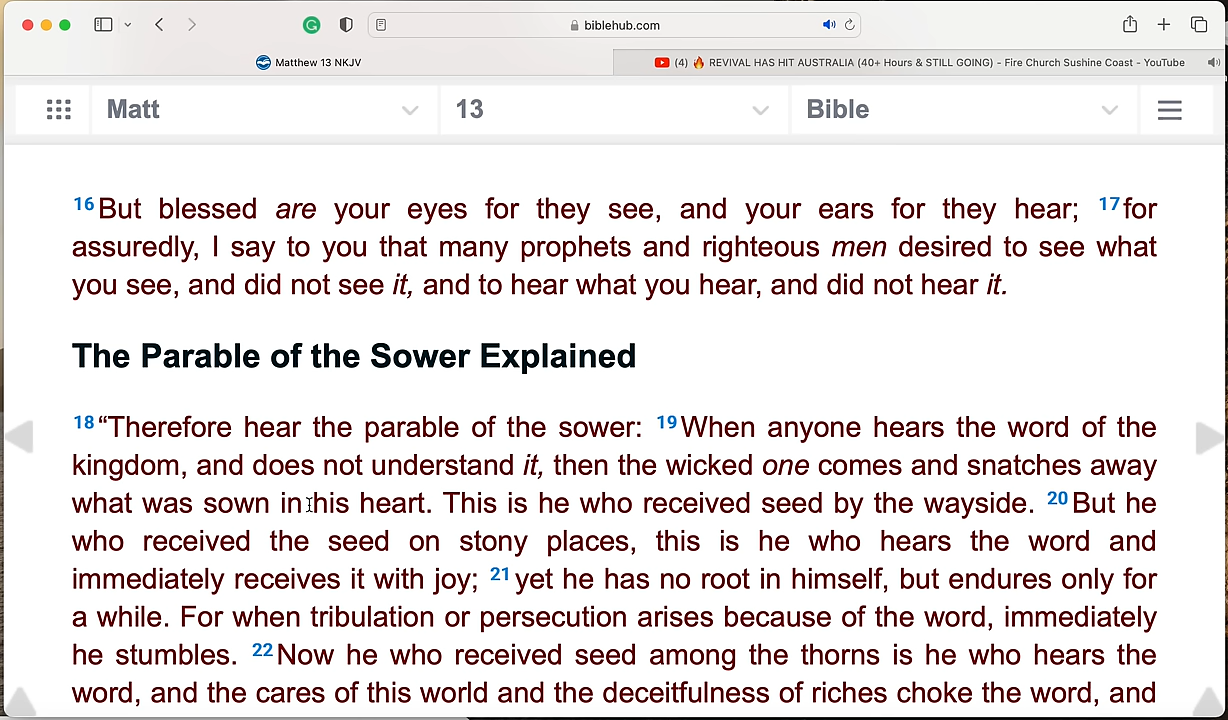 biblehub.com
Matthew 13 NKJV
(4) 🔥 REVIVAL HAS HIT AUSTRALIA (40+ Hours & STILL GOING) - Fire Church Sushine Coast - YouTube
Matt 13 Bible
16But blessed are your eyes for they see, and your ears for they hear; 17for
assuredly, I say to you that many prophets and righteous men desired to see what
you see, and did not see it, and to hear what you hear, and did not hear it.
The Parable of the Sower Explained
18“Therefore hear the parable of the sower: 19When anyone hears the word of the
kingdom, and does not understand it, then the wicked one comes and snatches away
what was sown in his heart. This is he who received seed by the wayside. 20But he
who received the seed on stony places, this is he who hears the word and
immediately receives it with joy; 21yet he has no root in himself, but endures only for
a while. For when tribulation or persecution arises because of the word, immediately
he stumbles. 22Now he who received seed among the thorns is he who hears the
word, and the cares of this world and the deceitfulness of riches choke the word, and